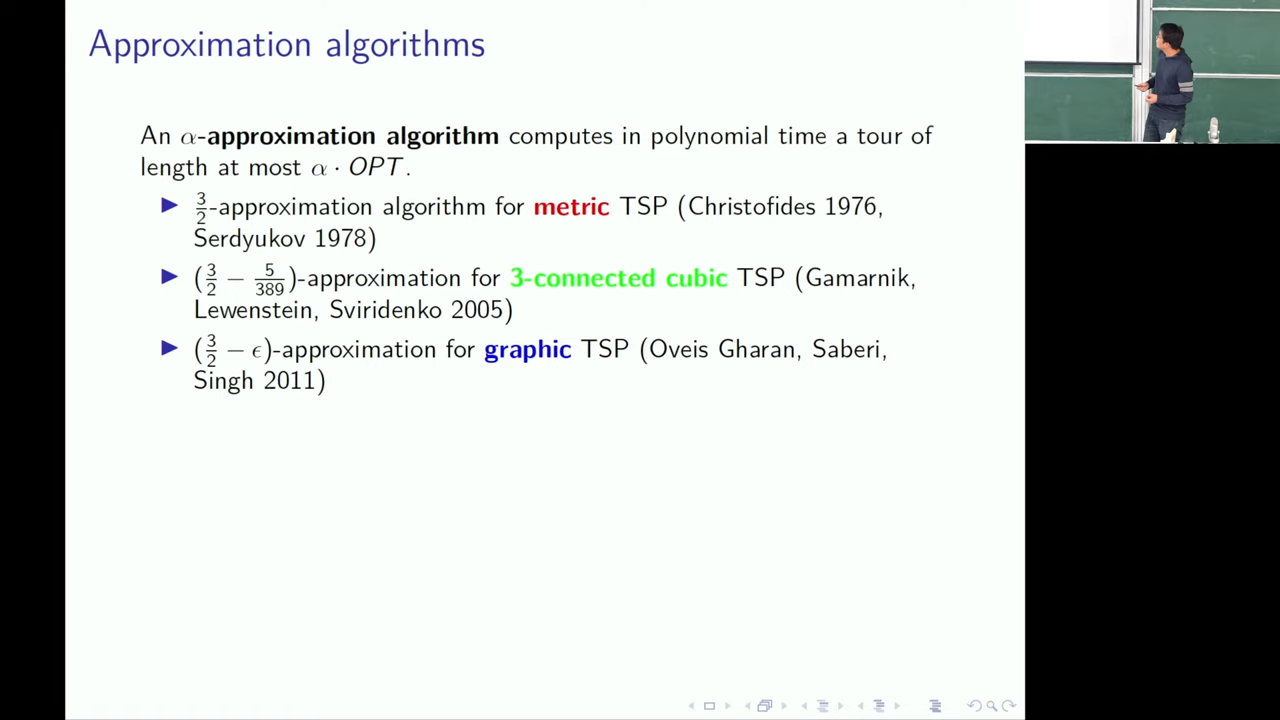 Approximation algorithms
An α-approximation algorithm computes in polynomial time a tour of
length at most α · OPT.
▶ 3/2-approximation algorithm for metric TSP (Christofides 1976,
Serdyukov 1978)
▶ (3/2 − 5/389)-approximation for 3-connected cubic TSP (Gamarnik,
Lewenstein, Sviridenko 2005)
▶ (3/2 − ϵ)-approximation for graphic TSP (Oveis Gharan, Saberi,
Singh 2011)